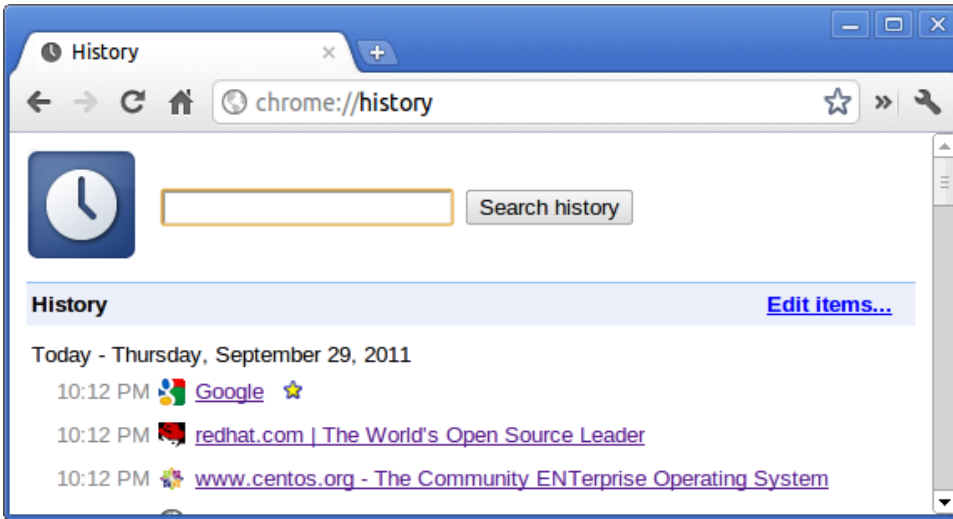 History
chrome://history
Search history
History Edit items...
Today - Thursday, September 29, 2011
10:12 PM Google
10:12 PM redhat.com | The World's Open Source Leader
10:12 PM www.centos.org - The Community ENTerprise Operating System